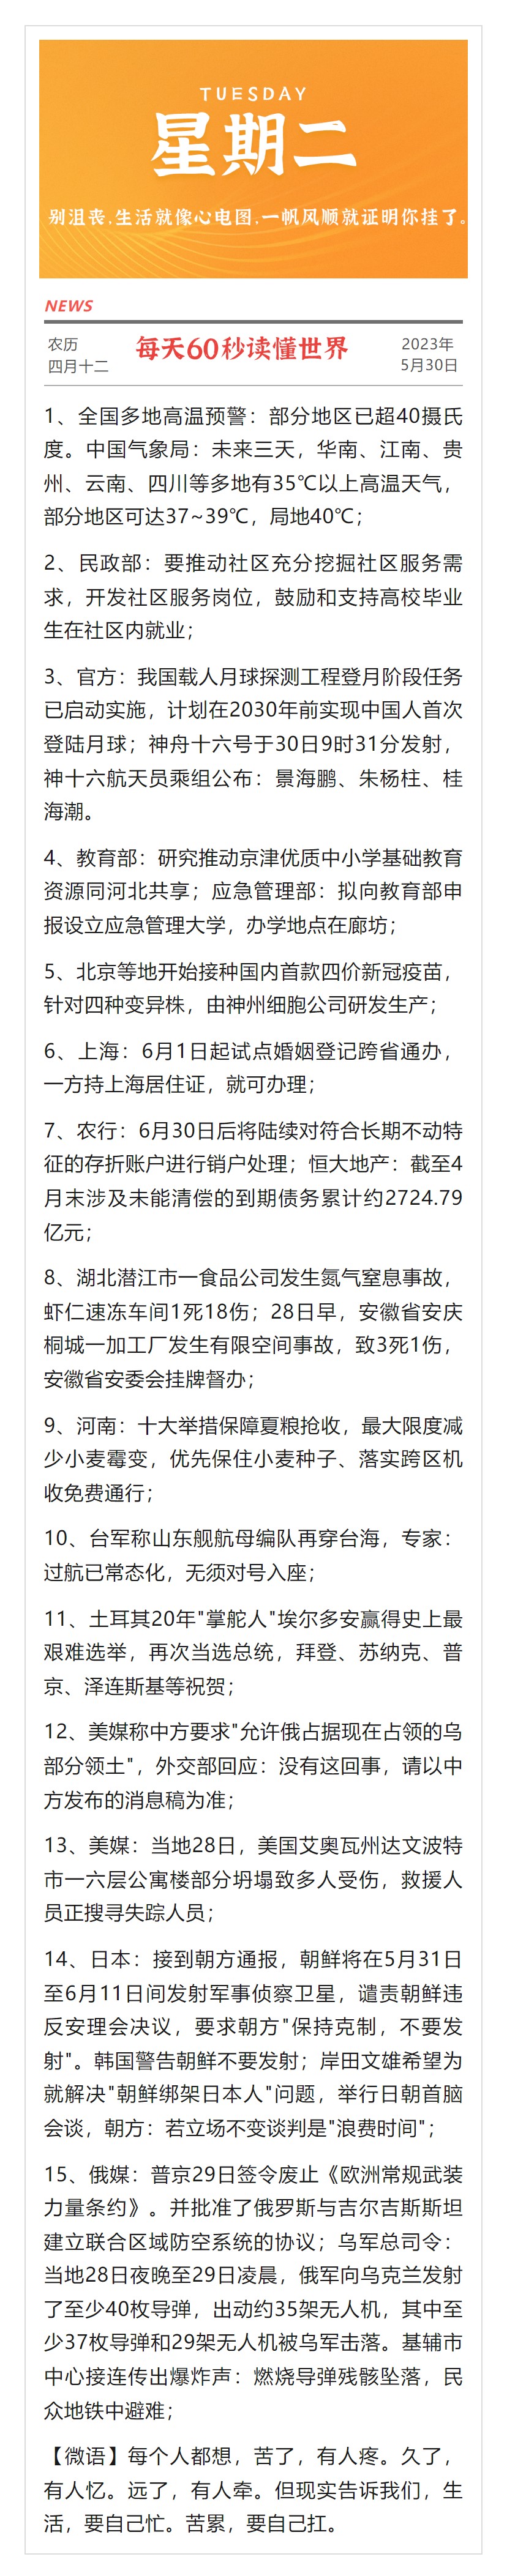 TUESDAY
星期二
别沮丧,生活就像心电图,一帆风顺就证明你挂了。
NEWS
农历
四月十二
每天60秒读懂世界
2023年
5月30日
1、全国多地高温预警：部分地区已超40摄氏
度。中国气象局：未来三天，华南、江南、贵
州、云南、四川等多地有35℃以上高温天气，
部分地区可达37~39℃，局地40℃；
2、民政部：要推动社区充分挖掘社区服务需
求，开发社区服务岗位，鼓励和支持高校毕业
生在社区内就业；
3、官方：我国载人月球探测工程登月阶段任务
已启动实施，计划在2030年前实现中国人首次
登陆月球；神舟十六号于30日9时31分发射，
神十六航天员乘组公布：景海鹏、朱杨柱、桂
海潮。
4、教育部：研究推动京津优质中小学基础教育
资源同河北共享；应急管理部：拟向教育部申
报设立应急管理大学，办学地点在廊坊；
5、北京等地开始接种国内首款四价新冠疫苗，
针对四种变异株，由神州细胞公司研发生产；
6、上海：6月1日起试点婚姻登记跨省通办，
一方持上海居住证，就可办理；
7、农行：6月30日后将陆续对符合长期不动特
征的存折账户进行销户处理；恒大地产：截至4
月末涉及未能清偿的到期债务累计约2724.79
亿元；
8、湖北潜江市一食品公司发生氮气窒息事故，
虾仁速冻车间1死18伤；28日早，安徽省安庆
桐城一加工厂发生有限空间事故，致3死1伤，
安徽省安委会挂牌督办；
9、河南：十大举措保障夏粮抢收，最大限度减
少小麦霉变，优先保住小麦种子、落实跨区机
收免费通行；
10、台军称山东舰航母编队再穿台海，专家：
过航已常态化，无须对号入座；
11、土耳其20年"掌舵人"埃尔多安赢得史上最
艰难选举，再次当选总统，拜登、苏纳克、普
京、泽连斯基等祝贺；
12、美媒称中方要求"允许俄占据现在占领的乌
部分领土"，外交部回应：没有这回事，请以中
方发布的消息稿为准；
13、美媒：当地28日，美国艾奥瓦州达文波特
市一六层公寓楼部分坍塌致多人受伤，救援人
员正搜寻失踪人员；
14、日本：接到朝方通报，朝鲜将在5月31日
至6月11日间发射军事侦察卫星，谴责朝鲜违
反安理会决议，要求朝方"保持克制，不要发
射"。韩国警告朝鲜不要发射；岸田文雄希望为
就解决"朝鲜绑架日本人"问题，举行日朝首脑
会谈，朝方：若立场不变谈判是"浪费时间"；
15、俄媒：普京29日签令废止《欧洲常规武装
力量条约》。并批准了俄罗斯与吉尔吉斯斯坦
建立联合区域防空系统的协议；乌军总司令：
当地28日夜晚至29日凌晨，俄军向乌克兰发射
了至少40枚导弹，出动约35架无人机，其中至
少37枚导弹和29架无人机被乌军击落。基辅市
中心接连传出爆炸声：燃烧导弹残骸坠落，民
众地铁中避难；
【微语】每个人都想，苦了，有人疼。久了，
有人忆。远了，有人牵。但现实告诉我们，生
活，要自己忙。苦累，要自己扛。